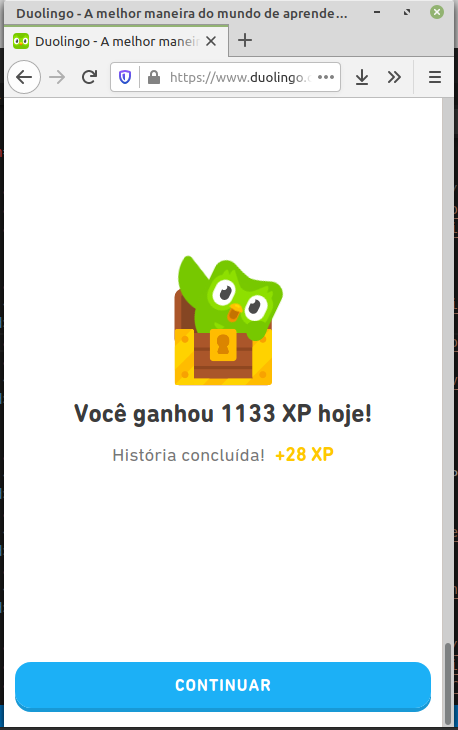 Duolingo - A melhor maneira do mundo de aprende...
Duolingo - A melhor maneir
https://www.duolingo.
Você ganhou 1133 XP hoje!
História concluída! +28 XP
CONTINUAR